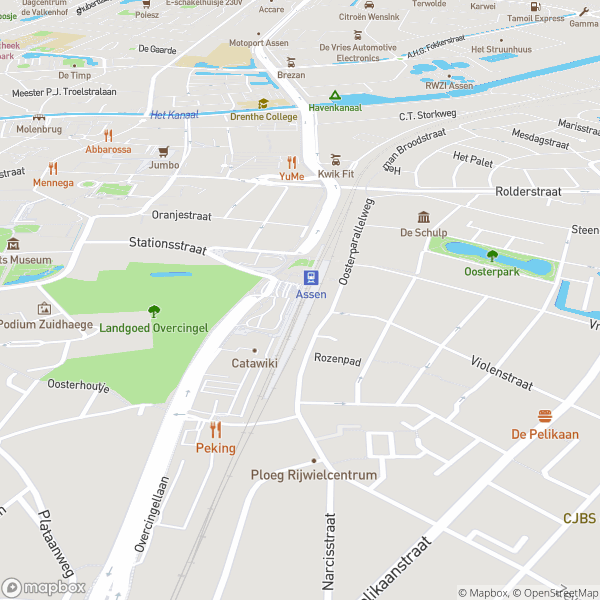 Dagcentrum
de Valkenhof
Polesz
E-schakelhuisje 230V
Accare
Citroën Wensink
Terwolde
Karwei
Tamoil Express
Gamma
De Gaarde
Motoport Assen
De Vries Automotive
Electronics
A.H.G. Fokkerstraat
Het Struunhuus
De Timp
Brezan
RWZI Assen
Meester P.J. Troelstralaan
Havenkanaal
Het Kanaal
Drenthe College
C.T. Storkweg
Marisstraat
Molenbrug
Mesdagstraat
Abbarossa
Jumbo
Herman Broodstraat
Het Palet
Mennega
YuMe
Kwik Fit
Rolderstraat
Oranjestraat
De Schulp
Stationsstraat
Oosterparallelweg
Oosterpark
Assen
Podium Zuidhaege
Landgoed Overcingel
Catawiki
Rozenpad
Violenstraat
Oosterhoutje
Peking
De Pelikaan
Ploeg Rijwielcentrum
Overcingellaan
CJBS
Plataanweg
Narcisstraat
Pelikaanstraat
mapbox
© Mapbox, © OpenStreetMap